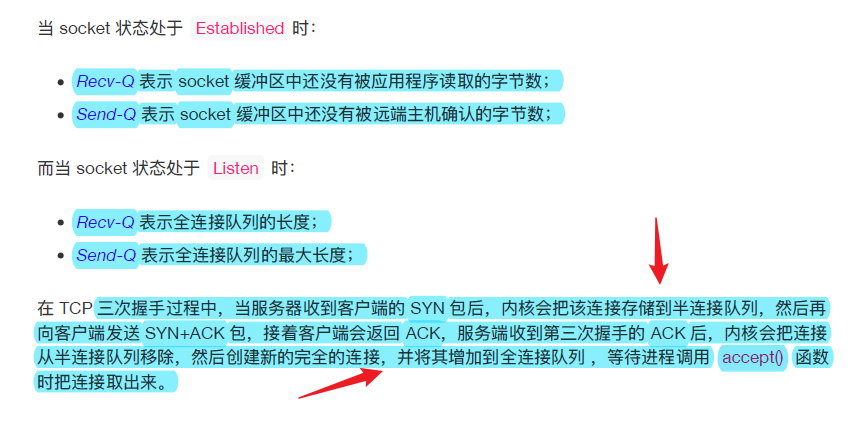 当 socket 状态处于 Established 时：
• Recv-Q 表示 socket 缓冲区中还没有被应用程序读取的字节数；
• Send-Q 表示 socket 缓冲区中还没有被远端主机确认的字节数；
而当 socket 状态处于 Listen 时：
• Recv-Q 表示全连接队列的长度；
• Send-Q 表示全连接队列的最大长度；
在 TCP 三次握手过程中，当服务器收到客户端的 SYN 包后，内核会把该连接存储到半连接队列，然后再
向客户端发送 SYN+ACK 包，接着客户端会返回 ACK，服务端收到第三次握手的 ACK 后，内核会把连接
从半连接队列移除，然后创建新的完全的连接，并将其增加到全连接队列 ，等待进程调用 accept() 函数
时把连接取出来。